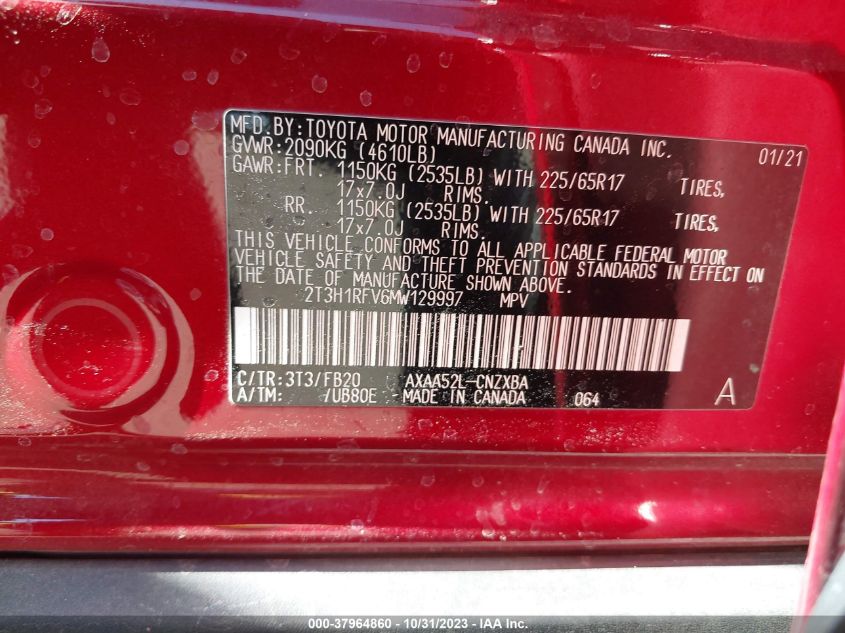 MFD.BY:TOYOTA MOTOR MANUFACTURING CANADA INC. 01/21
GVWR:2090KG (4610LB)
GAWR:FRT. 1150KG (2535LB) WITH 225/65R17 TIRES,
17x7.0J RIMS.
RR. 1150KG (2535LB) WITH 225/65R17 TIRES,
17x7.0J RIMS.
THIS VEHICLE CONFORMS TO ALL APPLICABLE FEDERAL MOTOR
VEHICLE SAFETY AND THEFT PREVENTION STANDARDS IN EFFECT ON
THE DATE OF MANUFACTURE SHOWN ABOVE.
2T3H1RFV6MW129997 MPV
C/TR:3T3/FB20 AXAA52L-CNZXBA
A/TM: /UB80E MADE IN CANADA 064 A
000-37964860 - 10/31/2023 - IAA Inc.